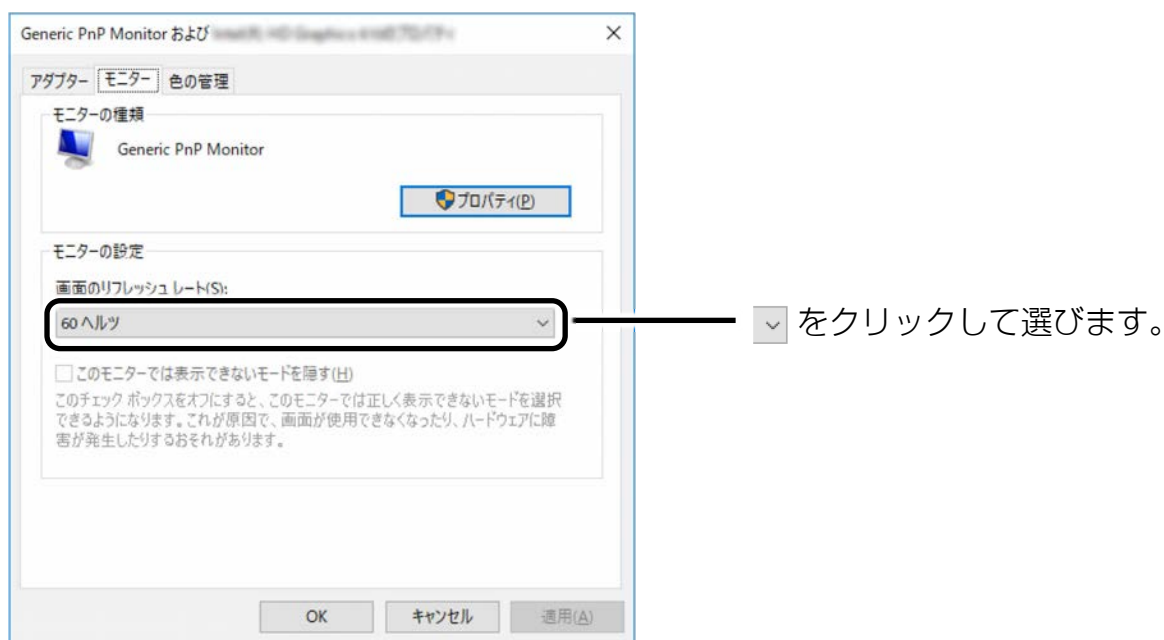 Generic PnP Monitor および
アダプター モニター 色の管理
モニターの種類
Generic PnP Monitor
プロパティ(P)
モニターの設定
画面のリフレッシュ レート(S):
60 ヘルツ
をクリックして選びます。
このモニターでは表示できないモードを隠す(H)
このチェック ボックスをオフにすると、このモニターでは正しく表示できないモードを選択
できるようになります。これが原因で、画面が使用できなくなったり、ハードウェアに障
害が発生したりするおそれがあります。
OK キャンセル 適用(A)